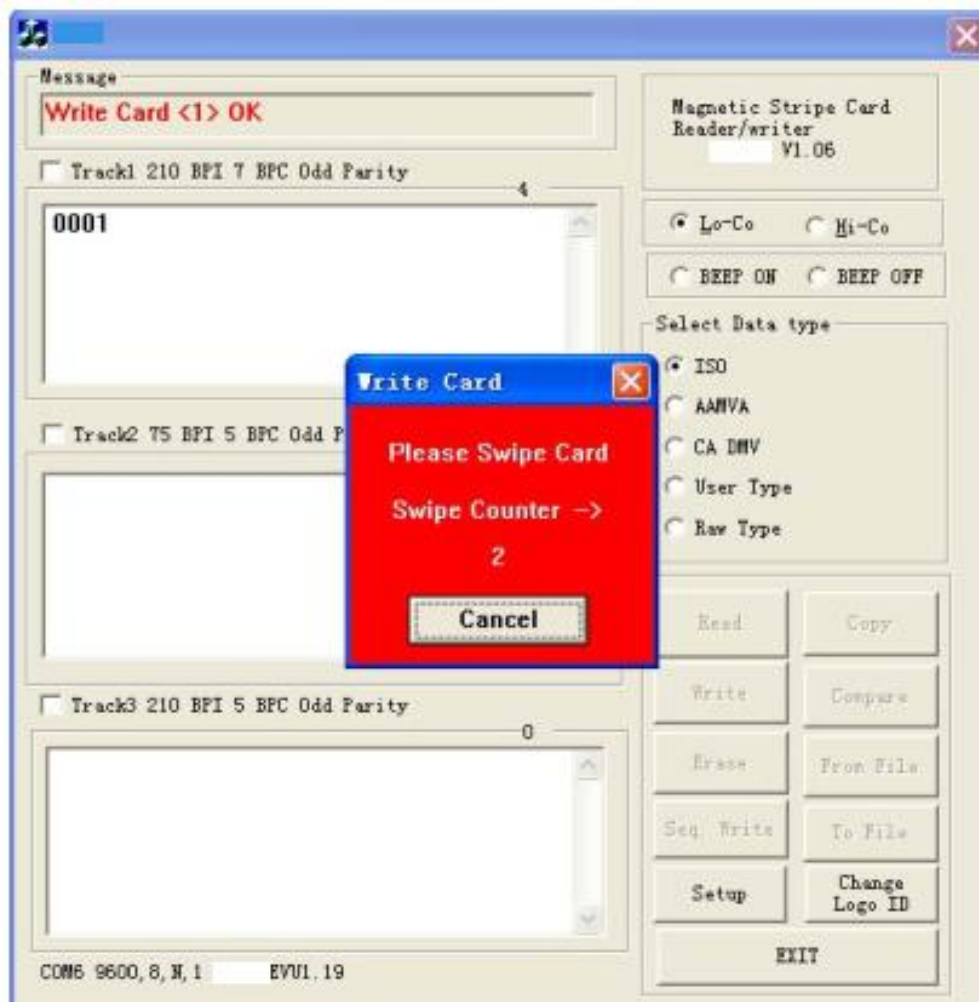 Message
Write Card <1> OK
Magnetic Stripe Card
Reader/writer
V1.06
Track1 210 BPI 7 BPC Odd Parity
4
0001
Lo-Co
Hi-Co
BEEP ON
BEEP OFF
Select Data type
ISO
AAMVA
CA DMV
User Type
Raw Type
Track2 75 BPI 5 BPC Odd P
Write Card
Please Swipe Card
Swipe Counter ->
2
Cancel
Track3 210 BPI 5 BPC Odd Parity
0
Read
Copy
Write
Compare
Erase
From File
Seq. Write
To File
Setup
Change
Logo ID
EXIT
COM6 9600,8,N,1
EVU1.19